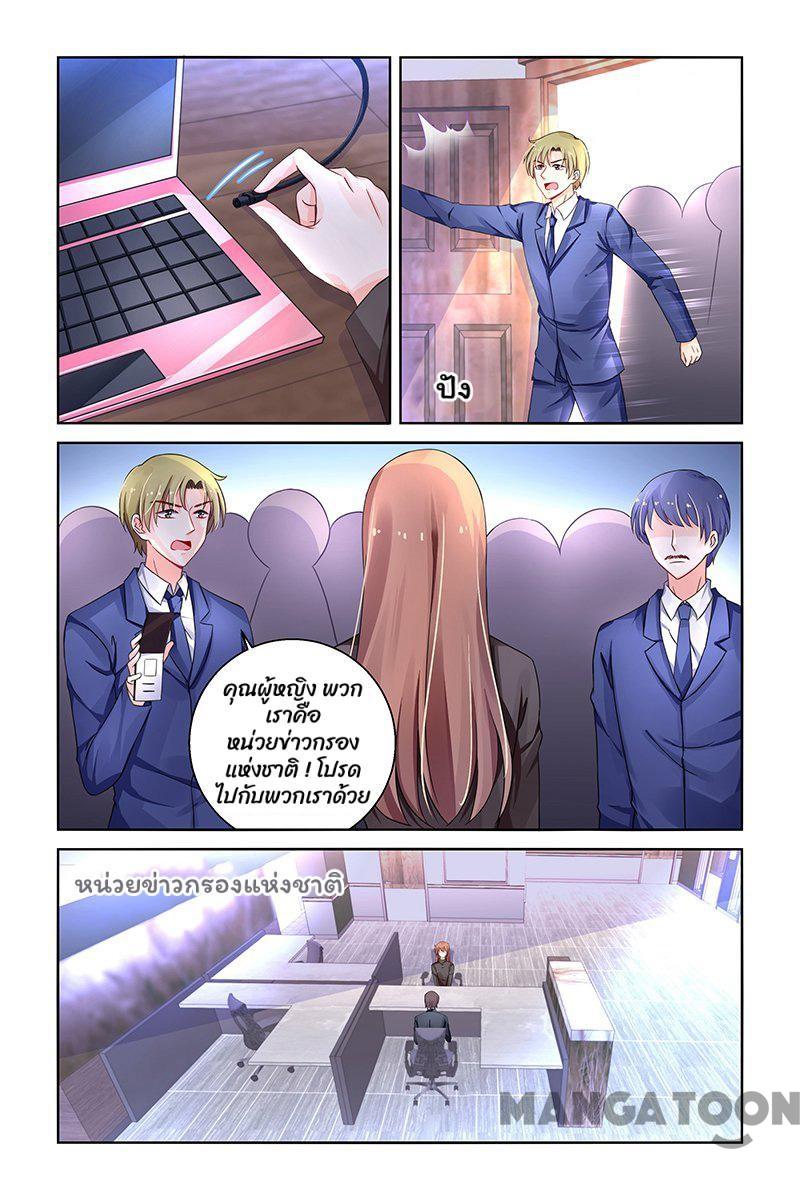 ปัง
คุณผู้หญิง พวก
เราคือ
หน่วยข่าวกรอง
แห่งชาติ ! โปรด
ไปกับพวกเราด้วย
หน่วยข่าวกรองแห่งชาติ
MANGATOON